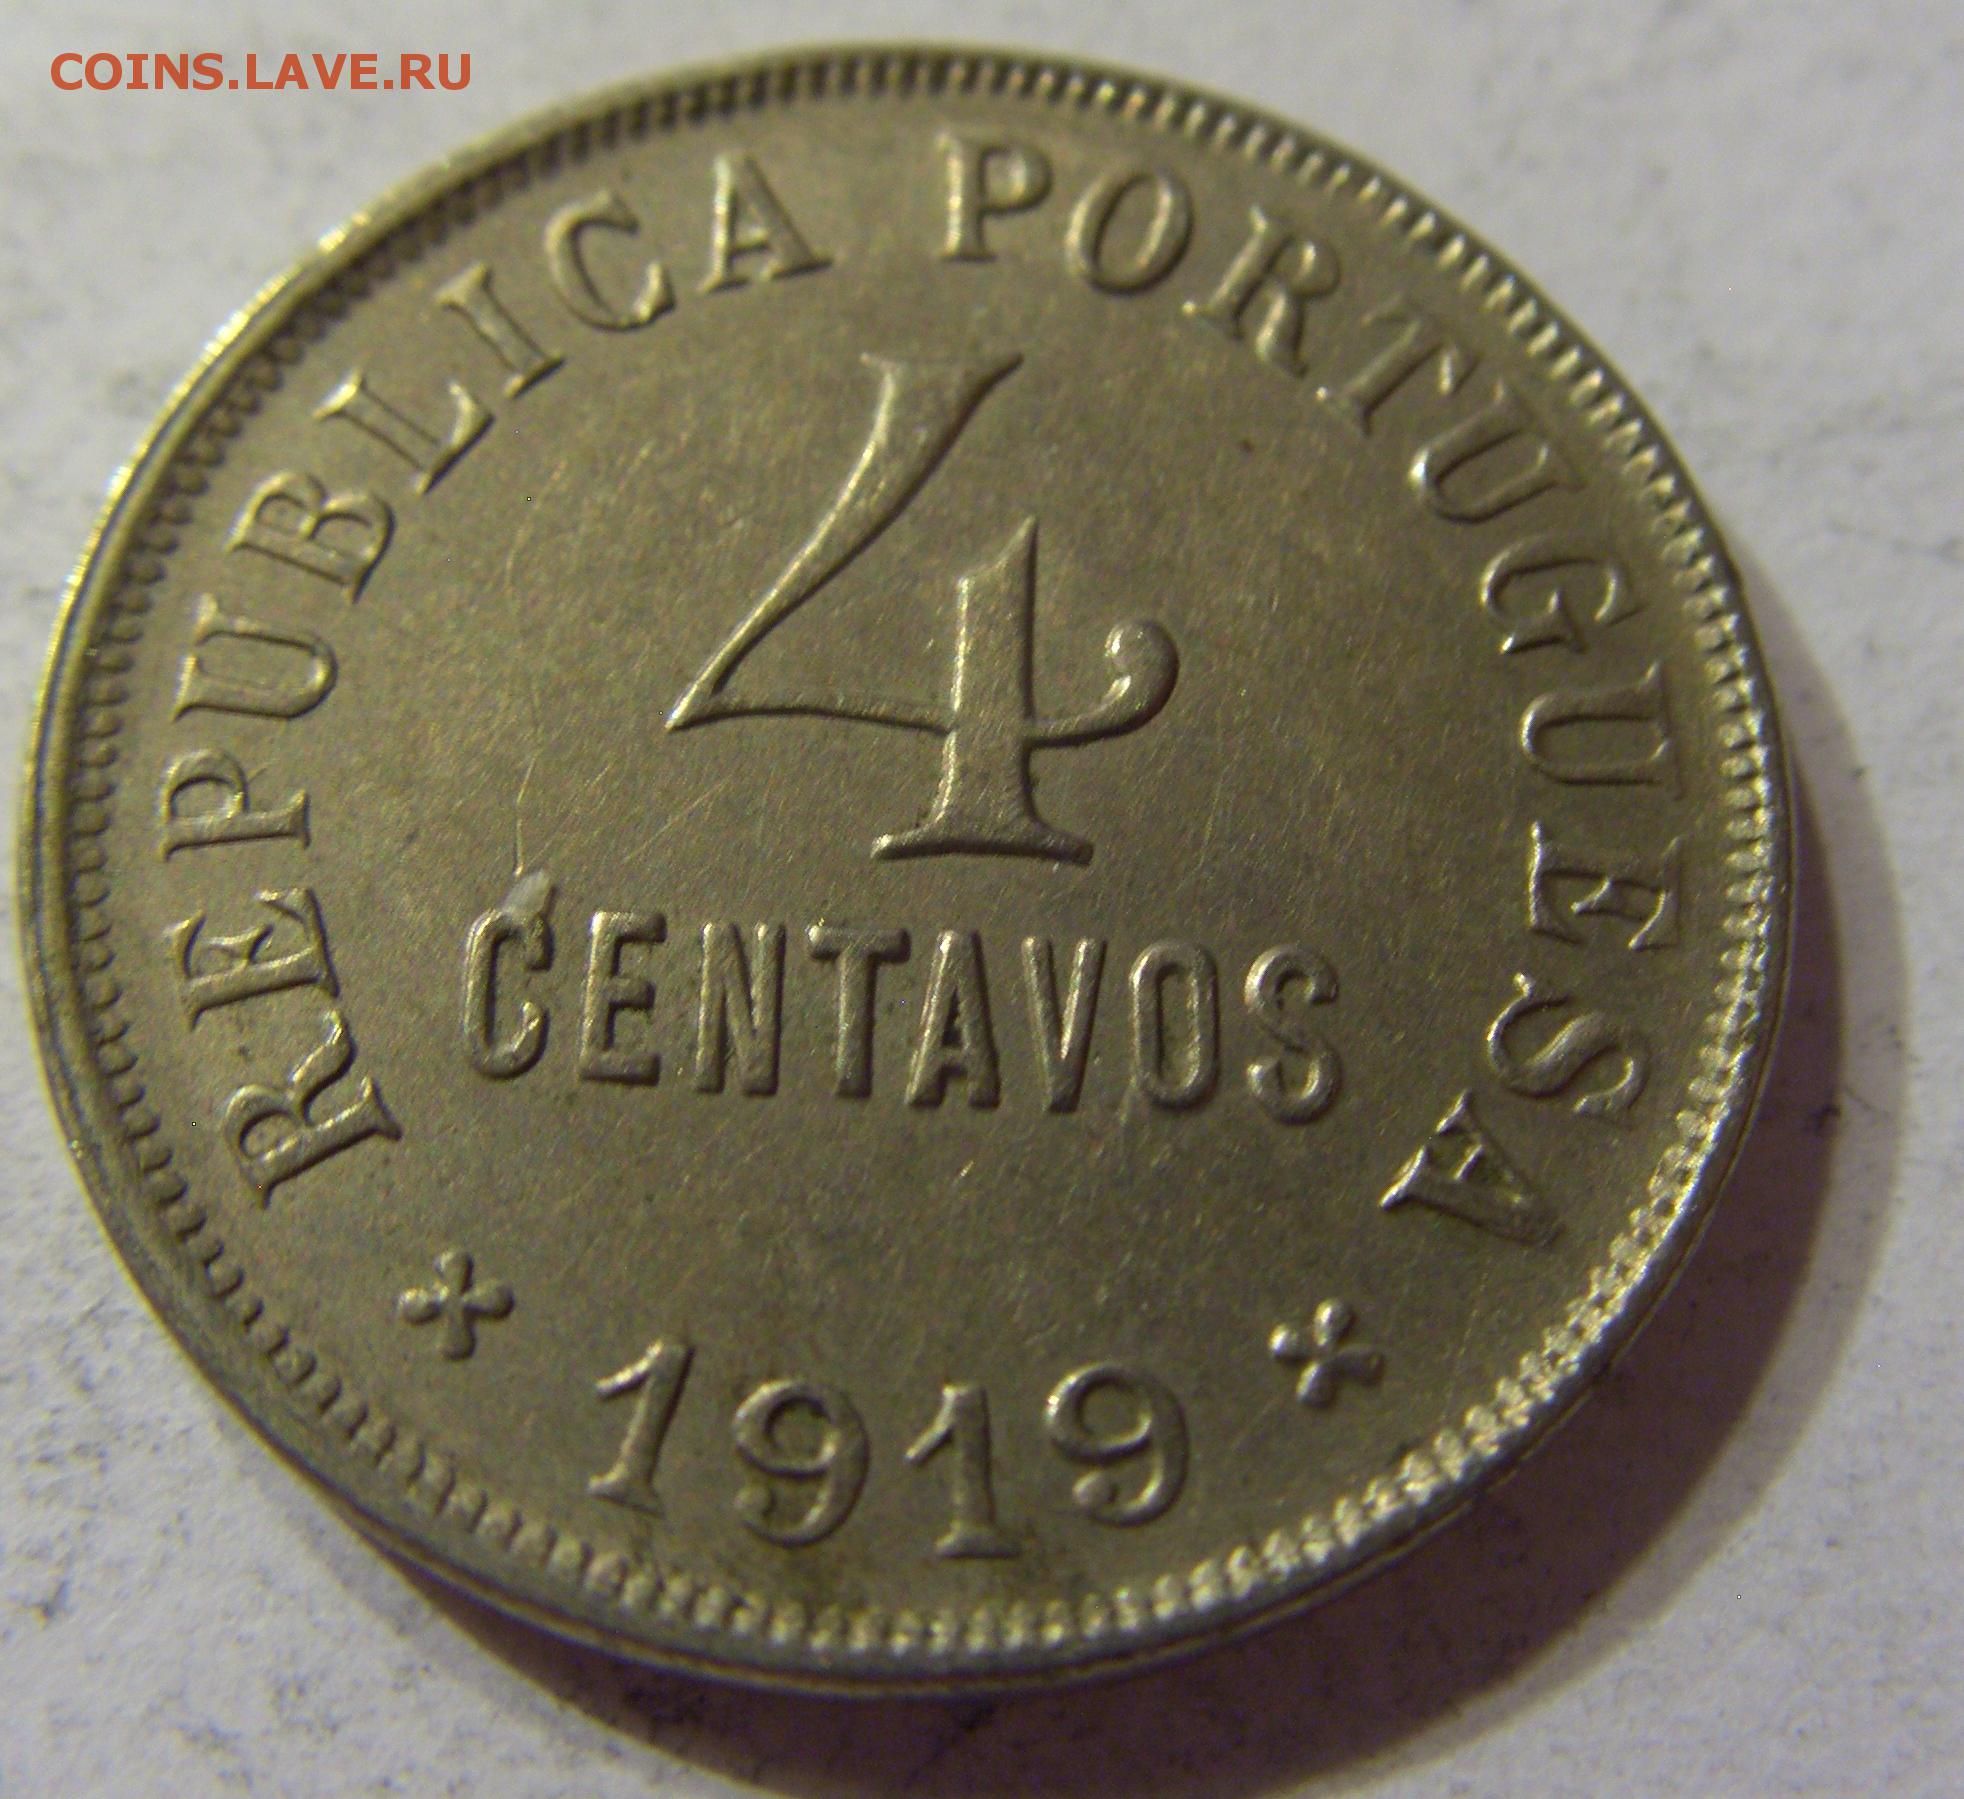 COINS.LAVE.RU
REPUBLICA PORTUGUESA
4
CENTAVOS
1919